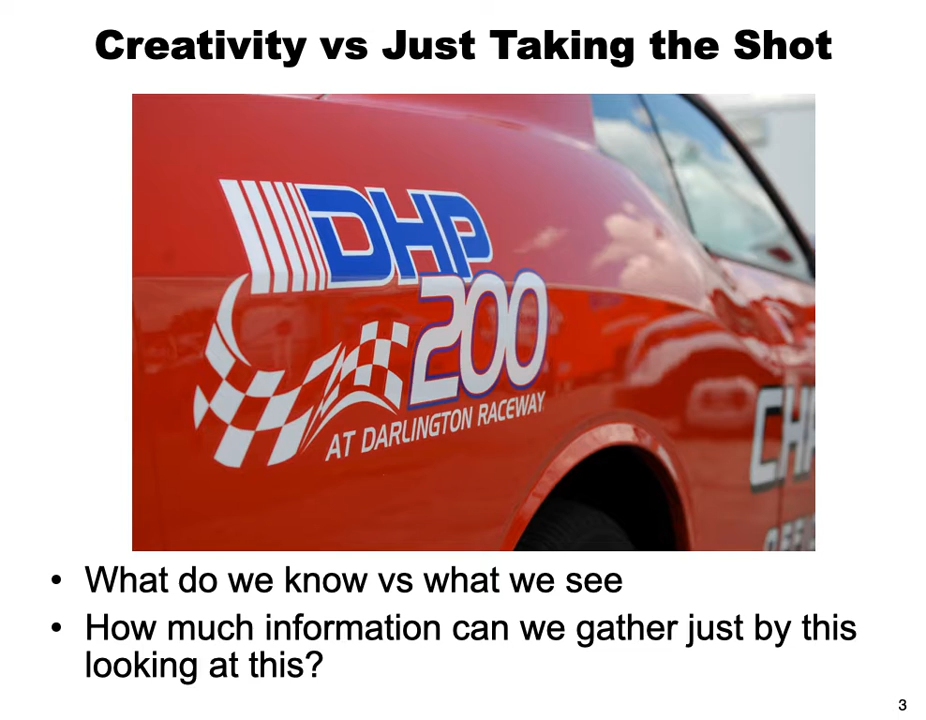 Creativity vs Just Taking the Shot
DHP
200
AT DARLINGTON RACEWAY
CH
• What do we know vs what we see
• How much information can we gather just by this
looking at this?
3